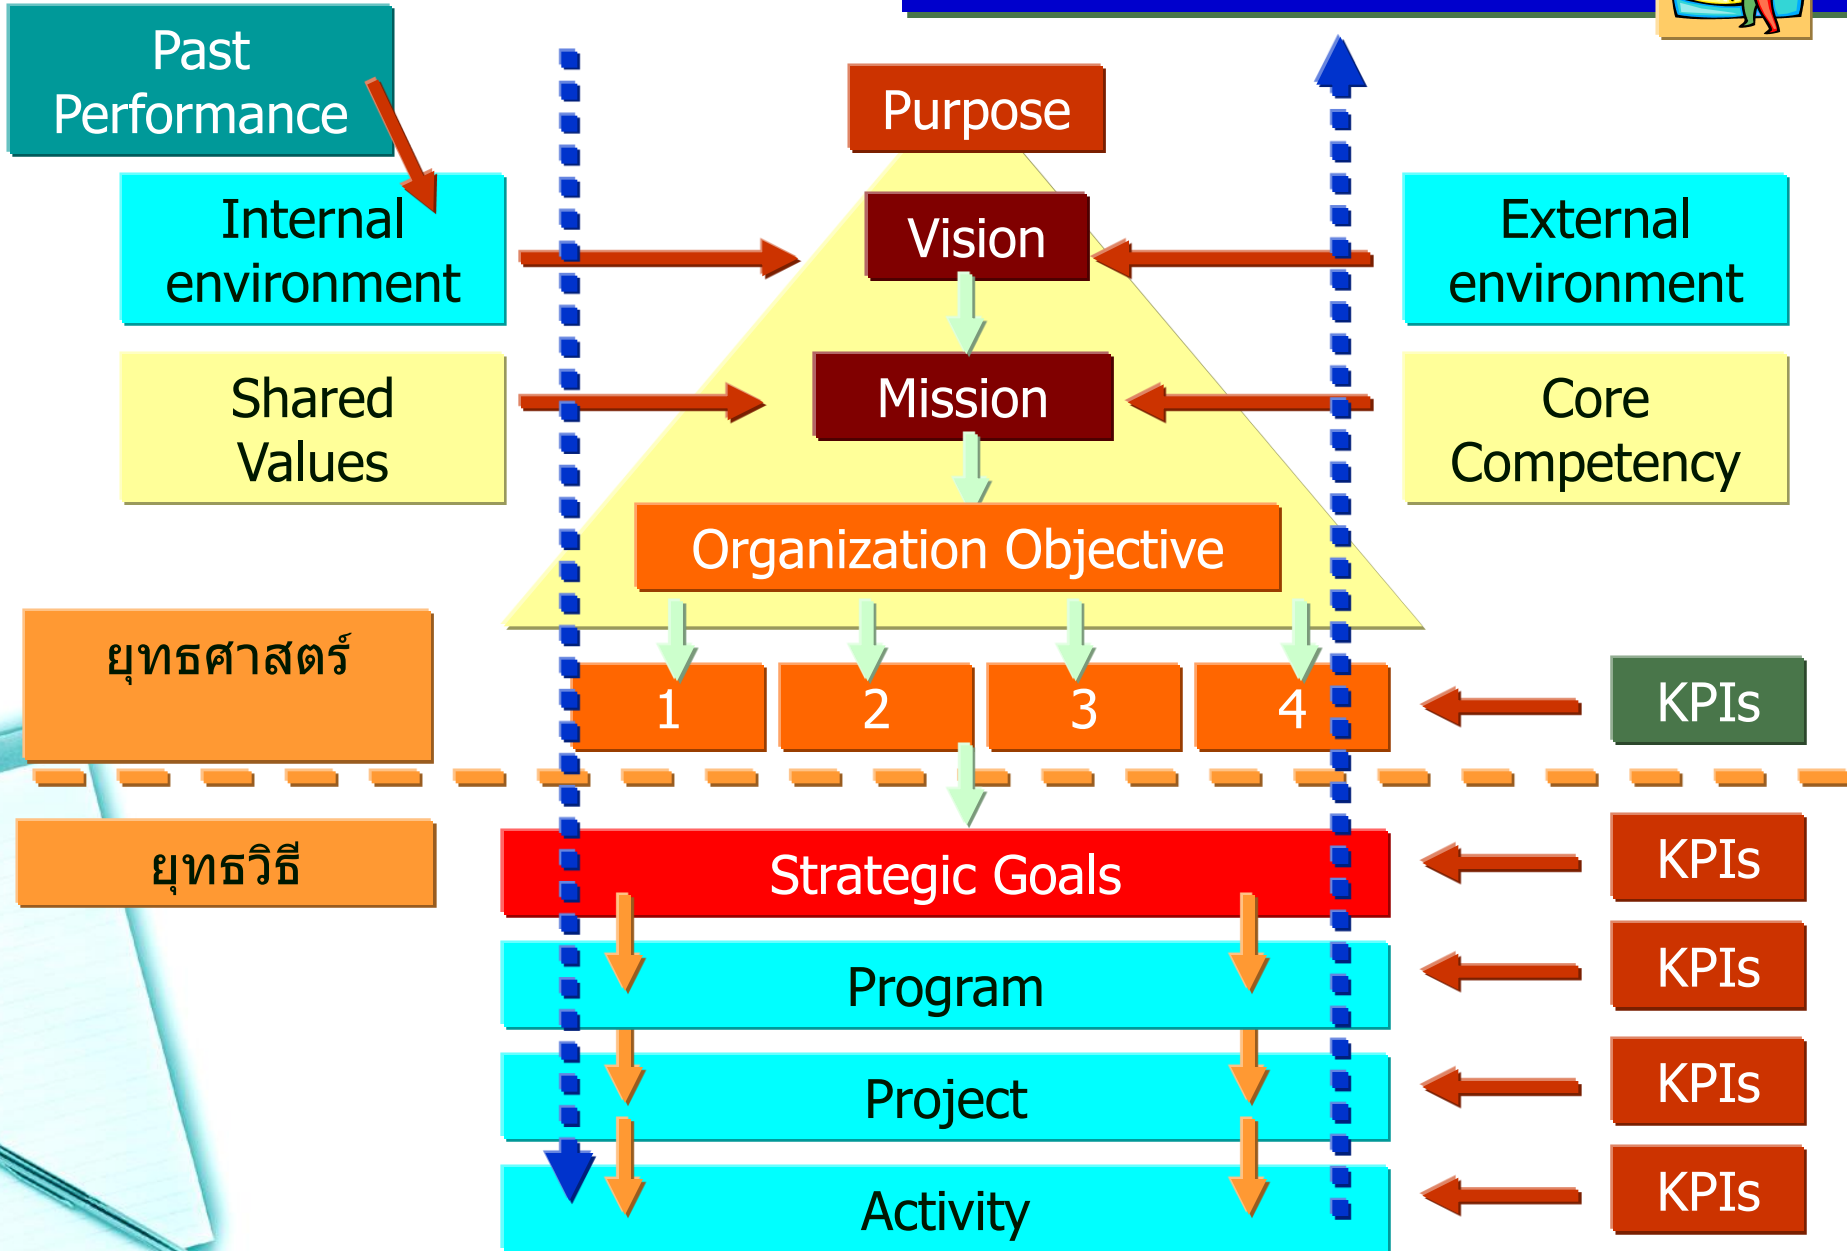 Past
Performance
Purpose
Internal
environment
Vision
External
environment
Shared
Values
Mission
Core
Competency
Organization Objective
ยุทธศาสตร์
1
2
3
4
KPIs
ยุทธวิธี
Strategic Goals
KPIs
Program
KPIs
Project
KPIs
Activity
KPIs